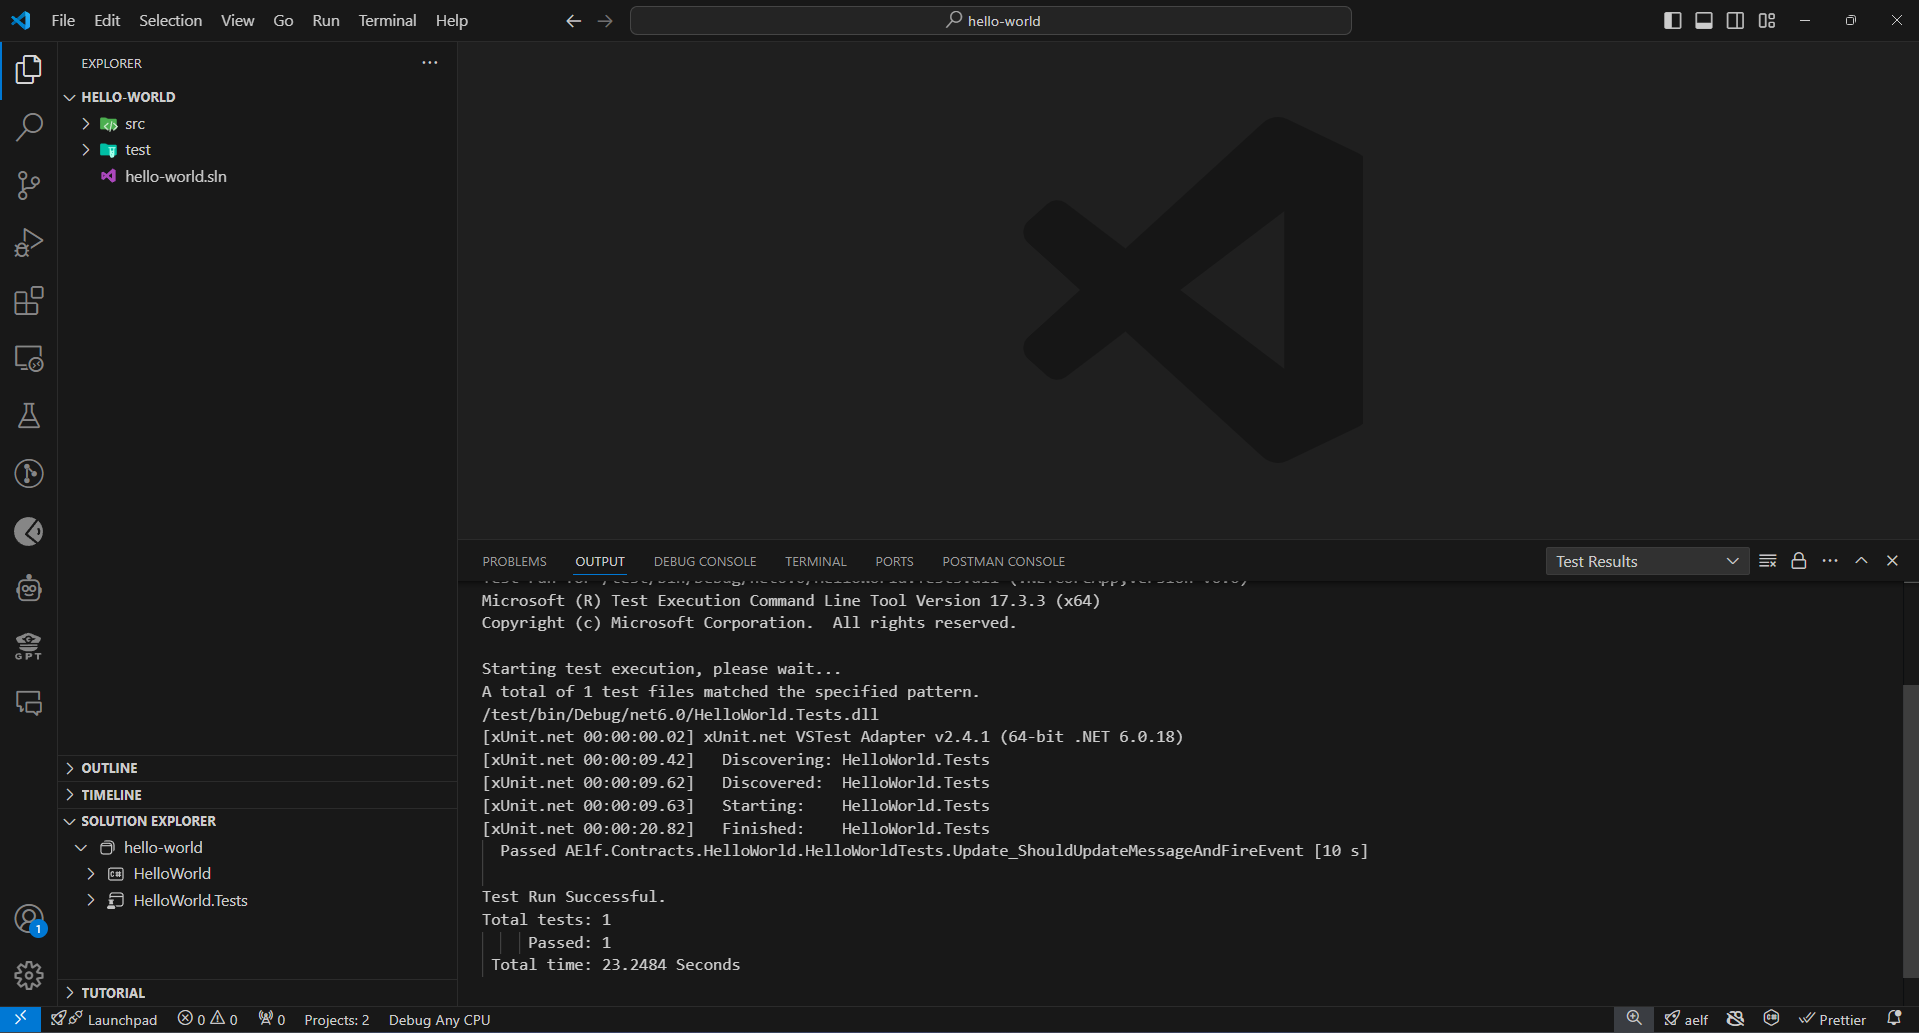 File Edit Selection View Go Run Terminal Help
hello-world
EXPLORER
HELLO-WORLD
src
test
hello-world.sln
OUTLINE
TIMELINE
SOLUTION EXPLORER
hello-world
HelloWorld
HelloWorld.Tests
TUTORIAL
GPT
1
PROBLEMS OUTPUT DEBUG CONSOLE TERMINAL PORTS POSTMAN CONSOLE
Test Results
Microsoft (R) Test Execution Command Line Tool Version 17.3.3 (x64)
Copyright (c) Microsoft Corporation.  All rights reserved.
Starting test execution, please wait...
A total of 1 test files matched the specified pattern.
/test/bin/Debug/net6.0/HelloWorld.Tests.dll
[xUnit.net 00:00:00.02] xUnit.net VSTest Adapter v2.4.1 (64-bit .NET 6.0.18)
[xUnit.net 00:00:09.42]   Discovering: HelloWorld.Tests
[xUnit.net 00:00:09.62]   Discovered:  HelloWorld.Tests
[xUnit.net 00:00:09.63]   Starting:    HelloWorld.Tests
[xUnit.net 00:00:20.82]   Finished:    HelloWorld.Tests
Passed AElf.Contracts.HelloWorld.HelloWorldTests.Update_ShouldUpdateMessageAndFireEvent [10 s]
Test Run Successful.
Total tests: 1
Passed: 1
Total time: 23.2484 Seconds
Launchpad 0 0 0 Projects: 2 Debug Any CPU aelf Prettier